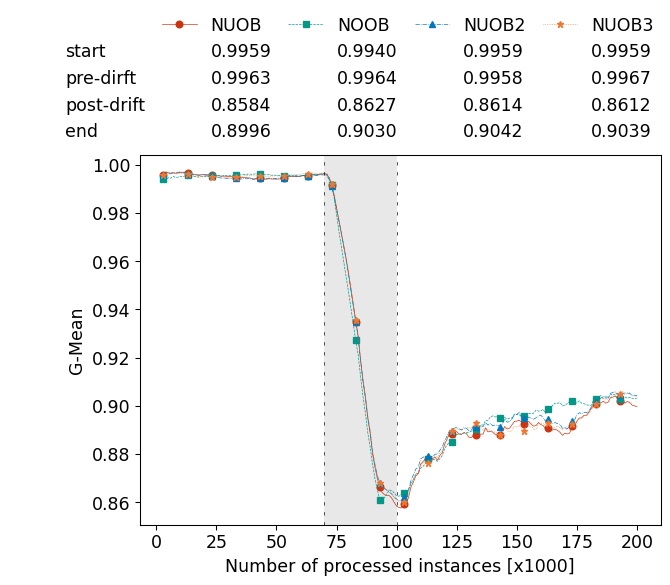 NUOB NOOB NUOB2 NUOB3
start 0.9959 0.9940 0.9959 0.9959
pre-dirft 0.9963 0.9964 0.9958 0.9967
post-drift 0.8584 0.8627 0.8614 0.8612
end 0.8996 0.9030 0.9042 0.9039
1.00
0.98
0.96
0.94
0.92
0.90
0.88
0.86
G-Mean
0 25 50 75 100 125 150 175 200
Number of processed instances [x1000]